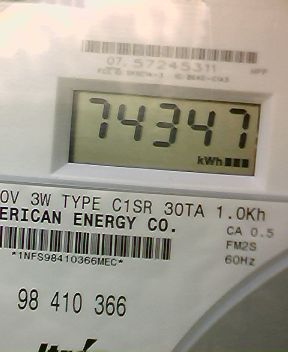 07. 57245311
74347
kWh
0V 3W TYPE C1SR 30TA 1.0Kh
ERICAN ENERGY CO.
CA 0.5
FM2S
*1NFS98410366MEC*
60Hz
98 410 366